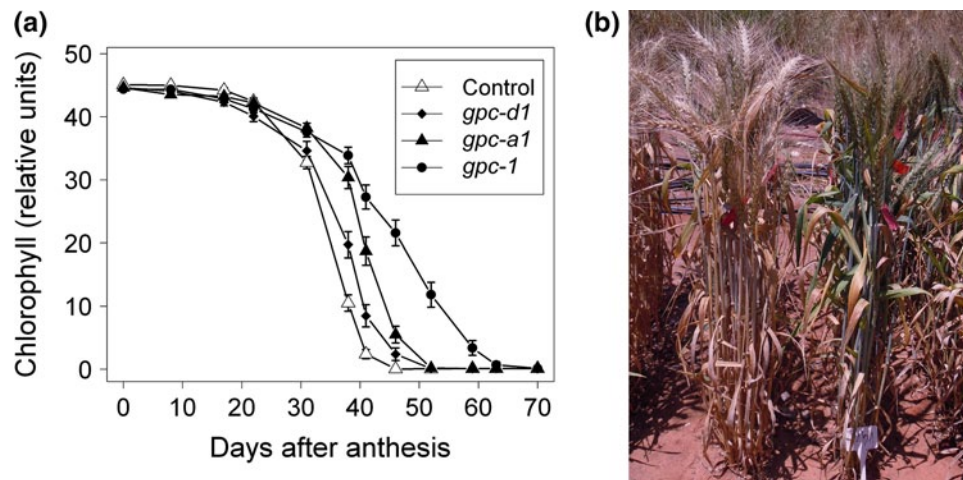 (a)
Chlorophyll (relative units)
50
40
30
20
10
0
Control
gpc-d1
gpc-a1
gpc-1
0 10 20 30 40 50 60 70
Days after anthesis
(b)